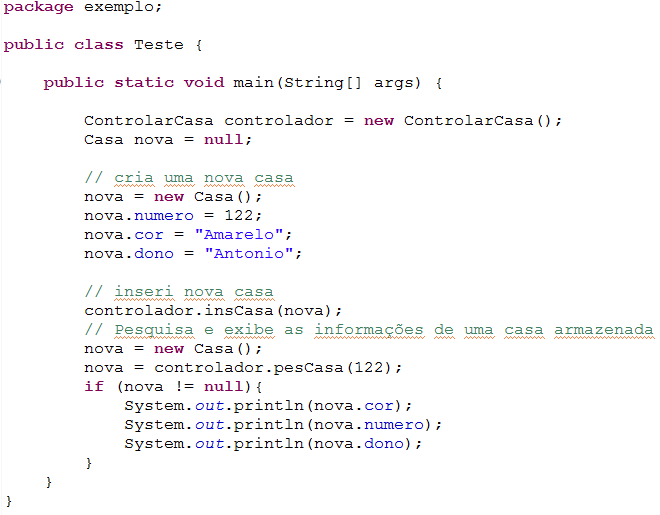 package exemplo;
public class Teste {
public static void main(String[] args) {
ControlarCasa controlador = new ControlarCasa();
Casa nova = null;
// cria uma nova casa
nova = new Casa();
nova.numero = 122;
nova.cor = "Amarelo";
nova.dono = "Antonio";
// inseri nova casa
controlador.insCasa(nova);
// Pesquisa e exibe as informações de uma casa armazenada
nova = new Casa();
nova = controlador.pesCasa(122);
if (nova != null){
System.out.println(nova.cor);
System.out.println(nova.numero);
System.out.println(nova.dono);
}
}
}